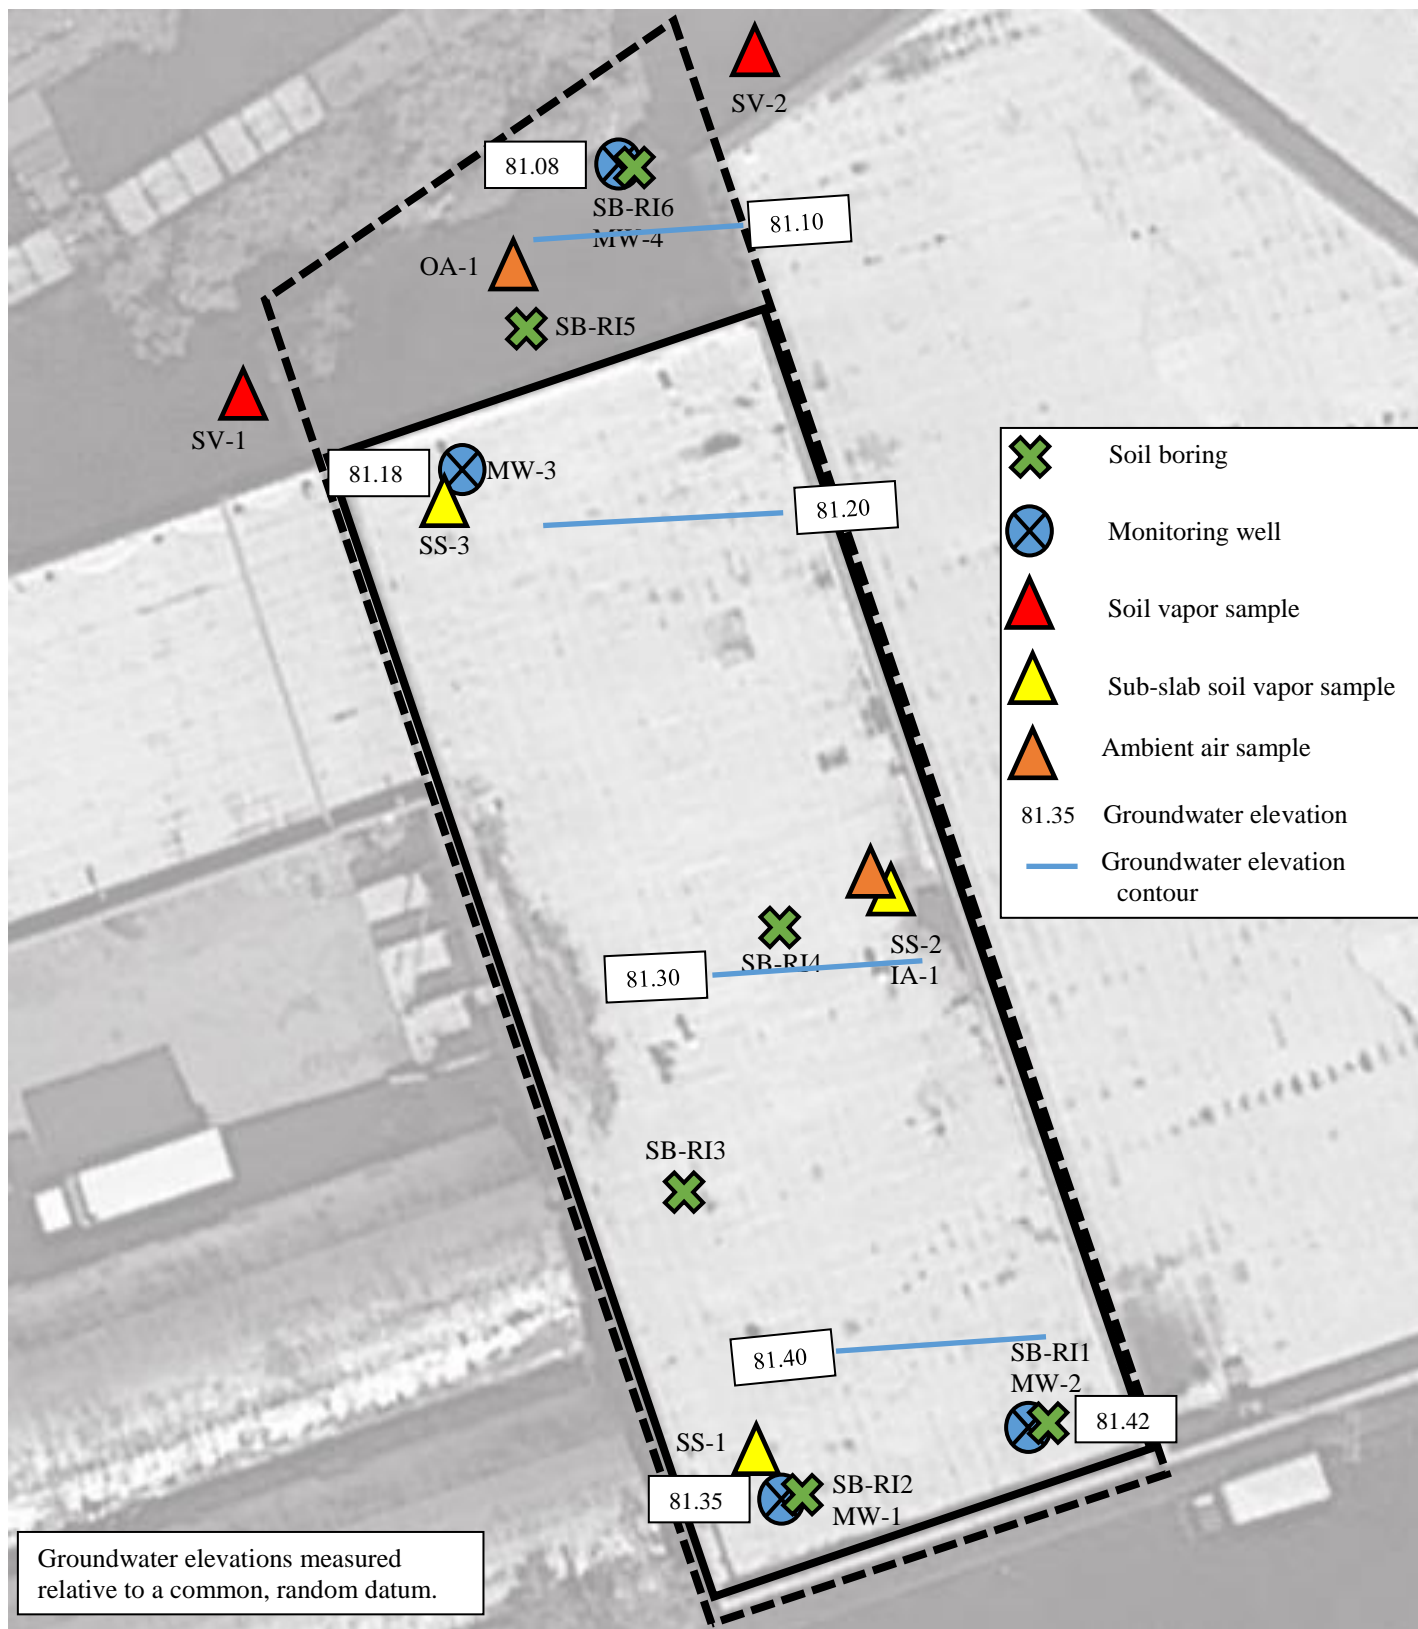 SV-2
81.08
SB-RI6
MW-4
81.10
OA-1
SB-RI5
SV-1
81.18
MW-3
SS-3
81.20
Soil boring
Monitoring well
Soil vapor sample
Sub-slab soil vapor sample
Ambient air sample
81.35 Groundwater elevation
Groundwater elevation
contour
SS-2
IA-1
SB-RI4
81.30
SB-RI3
81.40
SB-RI1
MW-2
81.42
SS-1
SB-RI2
MW-1
81.35
Groundwater elevations measured
relative to a common, random datum.